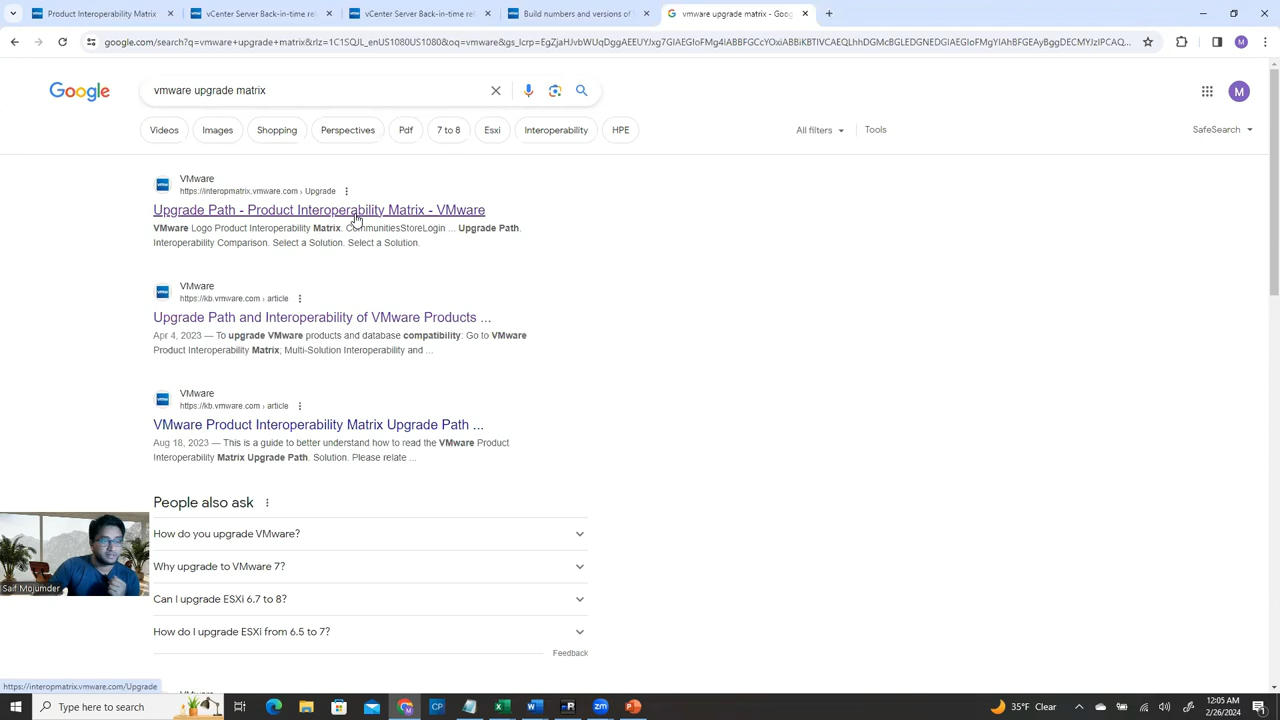 Product Interoperability Matrix
vCenter Server Back-in-time rel
vCenter Server Back-in-time ref
Build numbers and versions of
vmware upgrade matrix - Goo
google.com/search?q=vmware+upgrade+matrix&rlz=1C1SQJL_enUS1080US1080&oq=vmware&gs_lcrp=
M
Google
vmware upgrade matrix
M
Videos
Images
Shopping
Perspectives
Pdf
7 to 8
Esxi
Interoperability
HPE
All filters
Tools
SafeSearch
VMware
https://interopmatrix.vmware.com › Upgrade
Upgrade Path - Product Interoperability Matrix - VMware
VMware Logo Product Interoperability Matrix. CommunitiesStoreLogin ... Upgrade Path.
Interoperability Comparison. Select a Solution. Select a Solution.
VMware
https://kb.vmware.com › article
Upgrade Path and Interoperability of VMware Products ...
Apr 4, 2023 — To upgrade VMware products and database compatibility: Go to VMware
Product Interoperability Matrix; Multi-Solution Interoperability and ...
VMware
https://kb.vmware.com › article
VMware Product Interoperability Matrix Upgrade Path ...
Aug 18, 2023 — This is a guide to better understand how to read the VMware Product
Interoperability Matrix Upgrade Path. Solution. Please relate ...
People also ask
How do you upgrade VMware?
Why upgrade to VMware 7?
Can I upgrade ESXi 6.7 to 8?
How do I upgrade ESXi from 6.5 to 7?
Feedback
Saif Mojumder
https://interopmatrix.vmware.com/Upgrade
VMware
Type here to search
35°F Clear
12:05 AM
2/26/2024